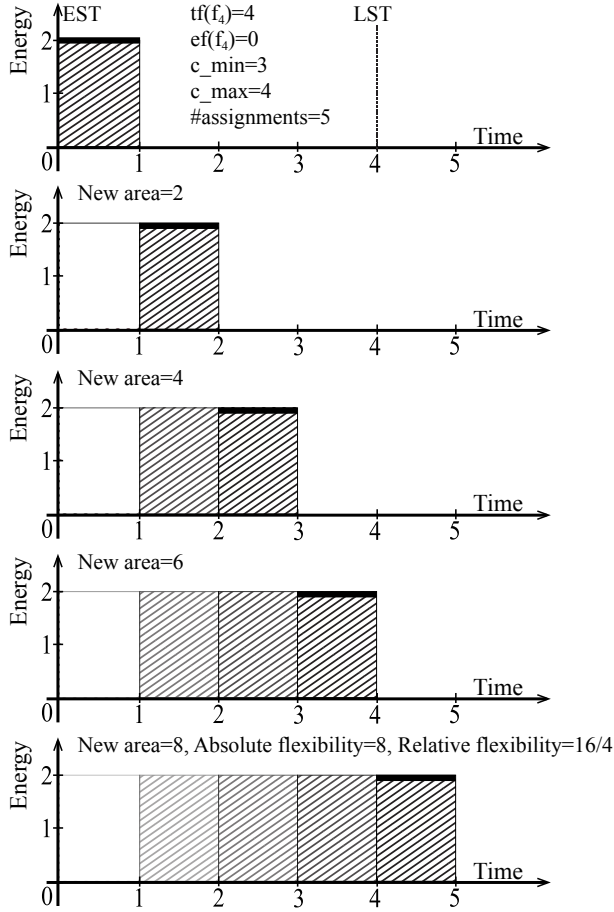 EST
LST
tf(f₄)=4
ef(f₄)=0
c_min=3
c_max=4
#assignments=5
Energy
2
1
0
1 2 3 4 5
Time
New area=2
Energy
2
1
0
1 2 3 4 5
Time
New area=4
Energy
2
1
0
1 2 3 4 5
Time
New area=6
Energy
2
1
0
1 2 3 4 5
Time
New area=8, Absolute flexibility=8, Relative flexibility=16/4
Energy
2
1
0
1 2 3 4 5
Time